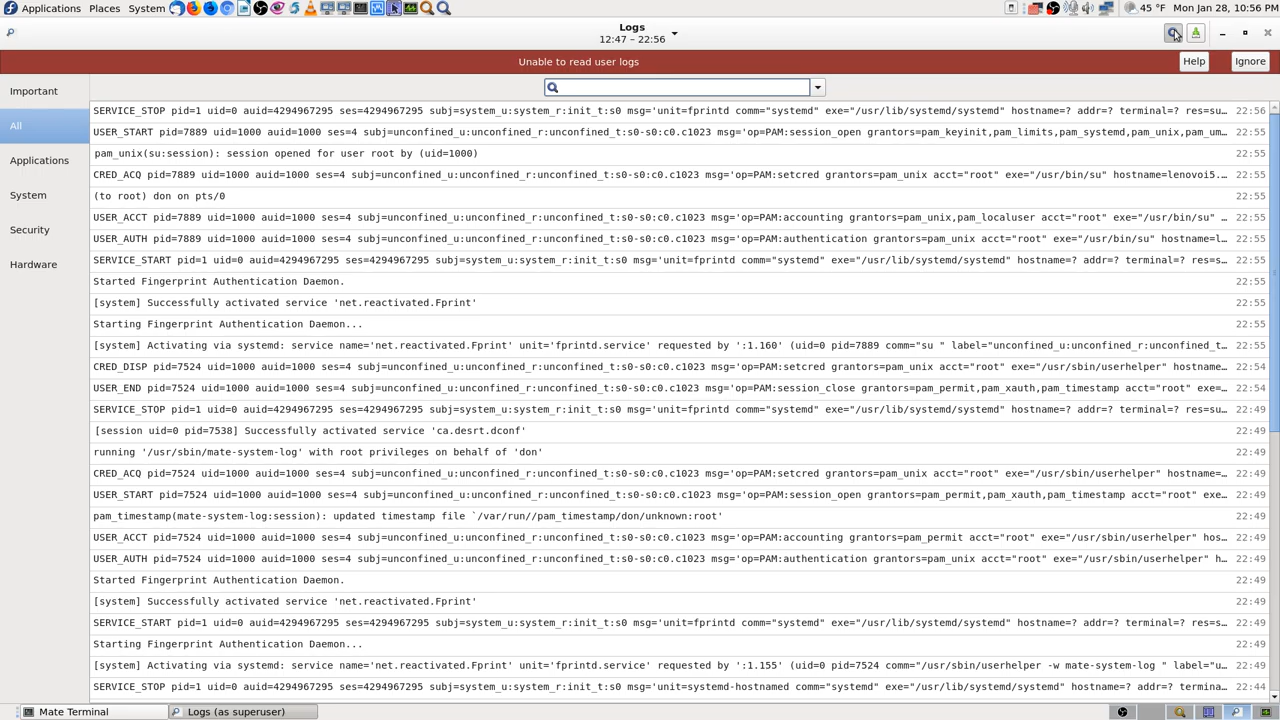 Applications Places System 45 °F Mon Jan 28, 10:56 PM
Logs
12:47 – 22:56
Unable to read user logs Help Ignore
Important
All
Applications
System
Security
Hardware
SERVICE_STOP pid=1 uid=0 auid=4294967295 ses=4294967295 subj=system_u:system_r:init_t:s0 msg='unit=fprintd comm="systemd" exe="/usr/lib/systemd/systemd" hostname=? addr=? terminal=? res=su… 22:56
USER_START pid=7889 uid=1000 auid=1000 ses=4 subj=unconfined_u:unconfined_r:unconfined_t:s0-s0:c0.c1023 msg='op=PAM:session_open grantors=pam_keyinit,pam_limits,pam_systemd,pam_unix,pam_um… 22:55
pam_unix(su:session): session opened for user root by (uid=1000) 22:55
CRED_ACQ pid=7889 uid=1000 auid=1000 ses=4 subj=unconfined_u:unconfined_r:unconfined_t:s0-s0:c0.c1023 msg='op=PAM:setcred grantors=pam_unix acct="root" exe="/usr/bin/su" hostname=lenovoi5.… 22:55
(to root) don on pts/0 22:55
USER_ACCT pid=7889 uid=1000 auid=1000 ses=4 subj=unconfined_u:unconfined_r:unconfined_t:s0-s0:c0.c1023 msg='op=PAM:accounting grantors=pam_unix,pam_localuser acct="root" exe="/usr/bin/su" … 22:55
USER_AUTH pid=7889 uid=1000 auid=1000 ses=4 subj=unconfined_u:unconfined_r:unconfined_t:s0-s0:c0.c1023 msg='op=PAM:authentication grantors=pam_unix acct="root" exe="/usr/bin/su" hostname=l… 22:55
SERVICE_START pid=1 uid=0 auid=4294967295 ses=4294967295 subj=system_u:system_r:init_t:s0 msg='unit=fprintd comm="systemd" exe="/usr/lib/systemd/systemd" hostname=? addr=? terminal=? res=s… 22:55
Started Fingerprint Authentication Daemon. 22:55
[system] Successfully activated service 'net.reactivated.Fprint' 22:55
Starting Fingerprint Authentication Daemon... 22:55
[system] Activating via systemd: service name='net.reactivated.Fprint' unit='fprintd.service' requested by ':1.160' (uid=0 pid=7889 comm="su " label="unconfined_u:unconfined_r:unconfined_t… 22:55
CRED_DISP pid=7524 uid=1000 auid=1000 ses=4 subj=unconfined_u:unconfined_r:unconfined_t:s0-s0:c0.c1023 msg='op=PAM:setcred grantors=pam_unix acct="root" exe="/usr/sbin/userhelper" hostname… 22:54
USER_END pid=7524 uid=1000 auid=1000 ses=4 subj=unconfined_u:unconfined_r:unconfined_t:s0-s0:c0.c1023 msg='op=PAM:session_close grantors=pam_permit,pam_xauth,pam_timestamp acct="root" exe=… 22:54
SERVICE_STOP pid=1 uid=0 auid=4294967295 ses=4294967295 subj=system_u:system_r:init_t:s0 msg='unit=fprintd comm="systemd" exe="/usr/lib/systemd/systemd" hostname=? addr=? terminal=? res=su… 22:49
[session uid=0 pid=7538] Successfully activated service 'ca.desrt.dconf' 22:49
running '/usr/sbin/mate-system-log' with root privileges on behalf of 'don' 22:49
CRED_ACQ pid=7524 uid=1000 auid=1000 ses=4 subj=unconfined_u:unconfined_r:unconfined_t:s0-s0:c0.c1023 msg='op=PAM:setcred grantors=pam_unix acct="root" exe="/usr/sbin/userhelper" hostname=… 22:49
USER_START pid=7524 uid=1000 auid=1000 ses=4 subj=unconfined_u:unconfined_r:unconfined_t:s0-s0:c0.c1023 msg='op=PAM:session_open grantors=pam_permit,pam_xauth,pam_timestamp acct="root" exe… 22:49
pam_timestamp(mate-system-log:session): updated timestamp file `/var/run//pam_timestamp/don/unknown:root' 22:49
USER_ACCT pid=7524 uid=1000 auid=1000 ses=4 subj=unconfined_u:unconfined_r:unconfined_t:s0-s0:c0.c1023 msg='op=PAM:accounting grantors=pam_permit acct="root" exe="/usr/sbin/userhelper" hos… 22:49
USER_AUTH pid=7524 uid=1000 auid=1000 ses=4 subj=unconfined_u:unconfined_r:unconfined_t:s0-s0:c0.c1023 msg='op=PAM:authentication grantors=pam_unix acct="root" exe="/usr/sbin/userhelper" h… 22:49
Started Fingerprint Authentication Daemon. 22:49
[system] Successfully activated service 'net.reactivated.Fprint' 22:49
SERVICE_START pid=1 uid=0 auid=4294967295 ses=4294967295 subj=system_u:system_r:init_t:s0 msg='unit=fprintd comm="systemd" exe="/usr/lib/systemd/systemd" hostname=? addr=? terminal=? res=s… 22:49
Starting Fingerprint Authentication Daemon... 22:49
[system] Activating via systemd: service name='net.reactivated.Fprint' unit='fprintd.service' requested by ':1.155' (uid=0 pid=7524 comm="/usr/sbin/userhelper -w mate-system-log " label="u… 22:49
SERVICE_STOP pid=1 uid=0 auid=4294967295 ses=4294967295 subj=system_u:system_r:init_t:s0 msg='unit=systemd-hostnamed comm="systemd" exe="/usr/lib/systemd/systemd" hostname=? addr=? termina… 22:44
Mate Terminal Logs (as superuser)